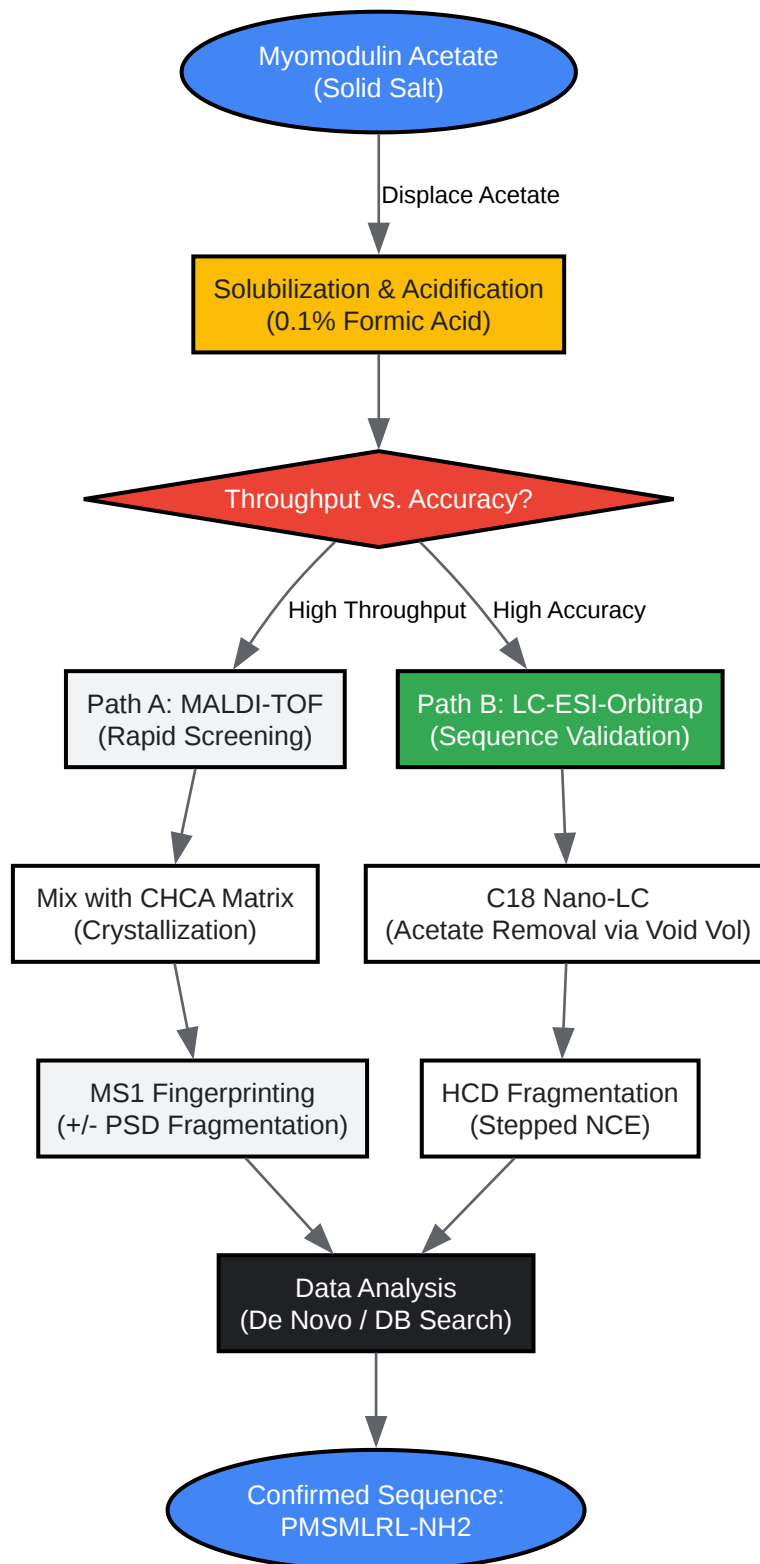 Myomodulin Acetate
(Solid Salt)
Displace Acetate
Solubilization & Acidification
(0.1% Formic Acid)
Throughput vs. Accuracy?
High Throughput
High Accuracy
Path A: MALDI-TOF
(Rapid Screening)
Path B: LC-ESI-Orbitrap
(Sequence Validation)
Mix with CHCA Matrix
(Crystallization)
C18 Nano-LC
(Acetate Removal via Void Vol)
MS1 Fingerprinting
(+/- PSD Fragmentation)
HCD Fragmentation
(Stepped NCE)
Data Analysis
(De Novo / DB Search)
Confirmed Sequence:
PMSMLRL-NH2